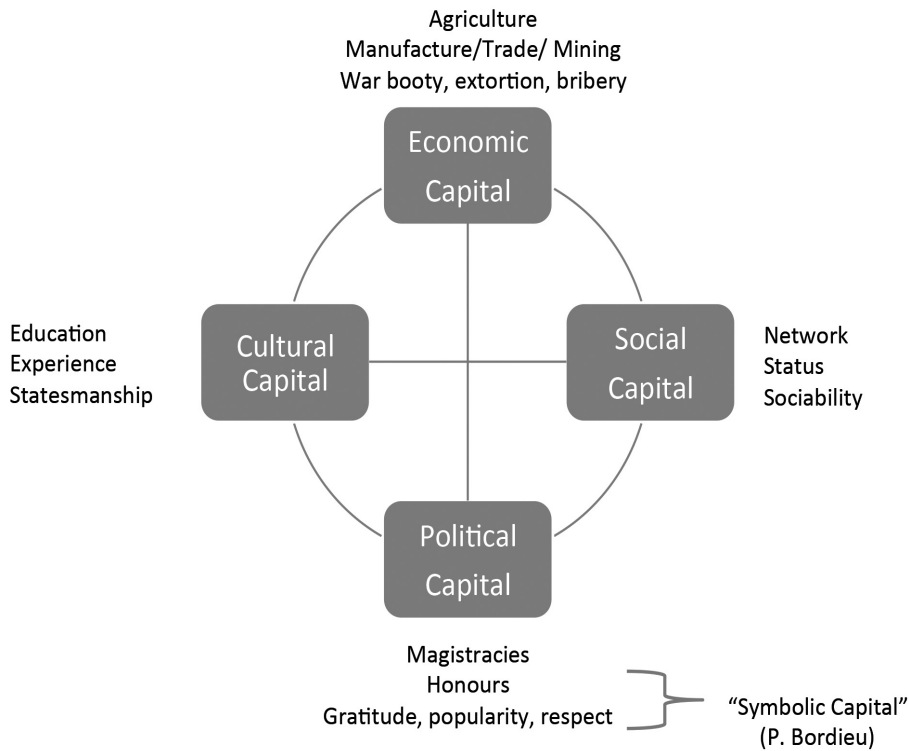 Agriculture
Manufacture/Trade/ Mining
War booty, extortion, bribery
Economic
Capital
Education
Experience
Statesmanship
Cultural
Capital
Social
Capital
Network
Status
Sociability
Political
Capital
Magistracies
Honours
Gratitude, popularity, respect
“Symbolic Capital”
(P. Bordieu)